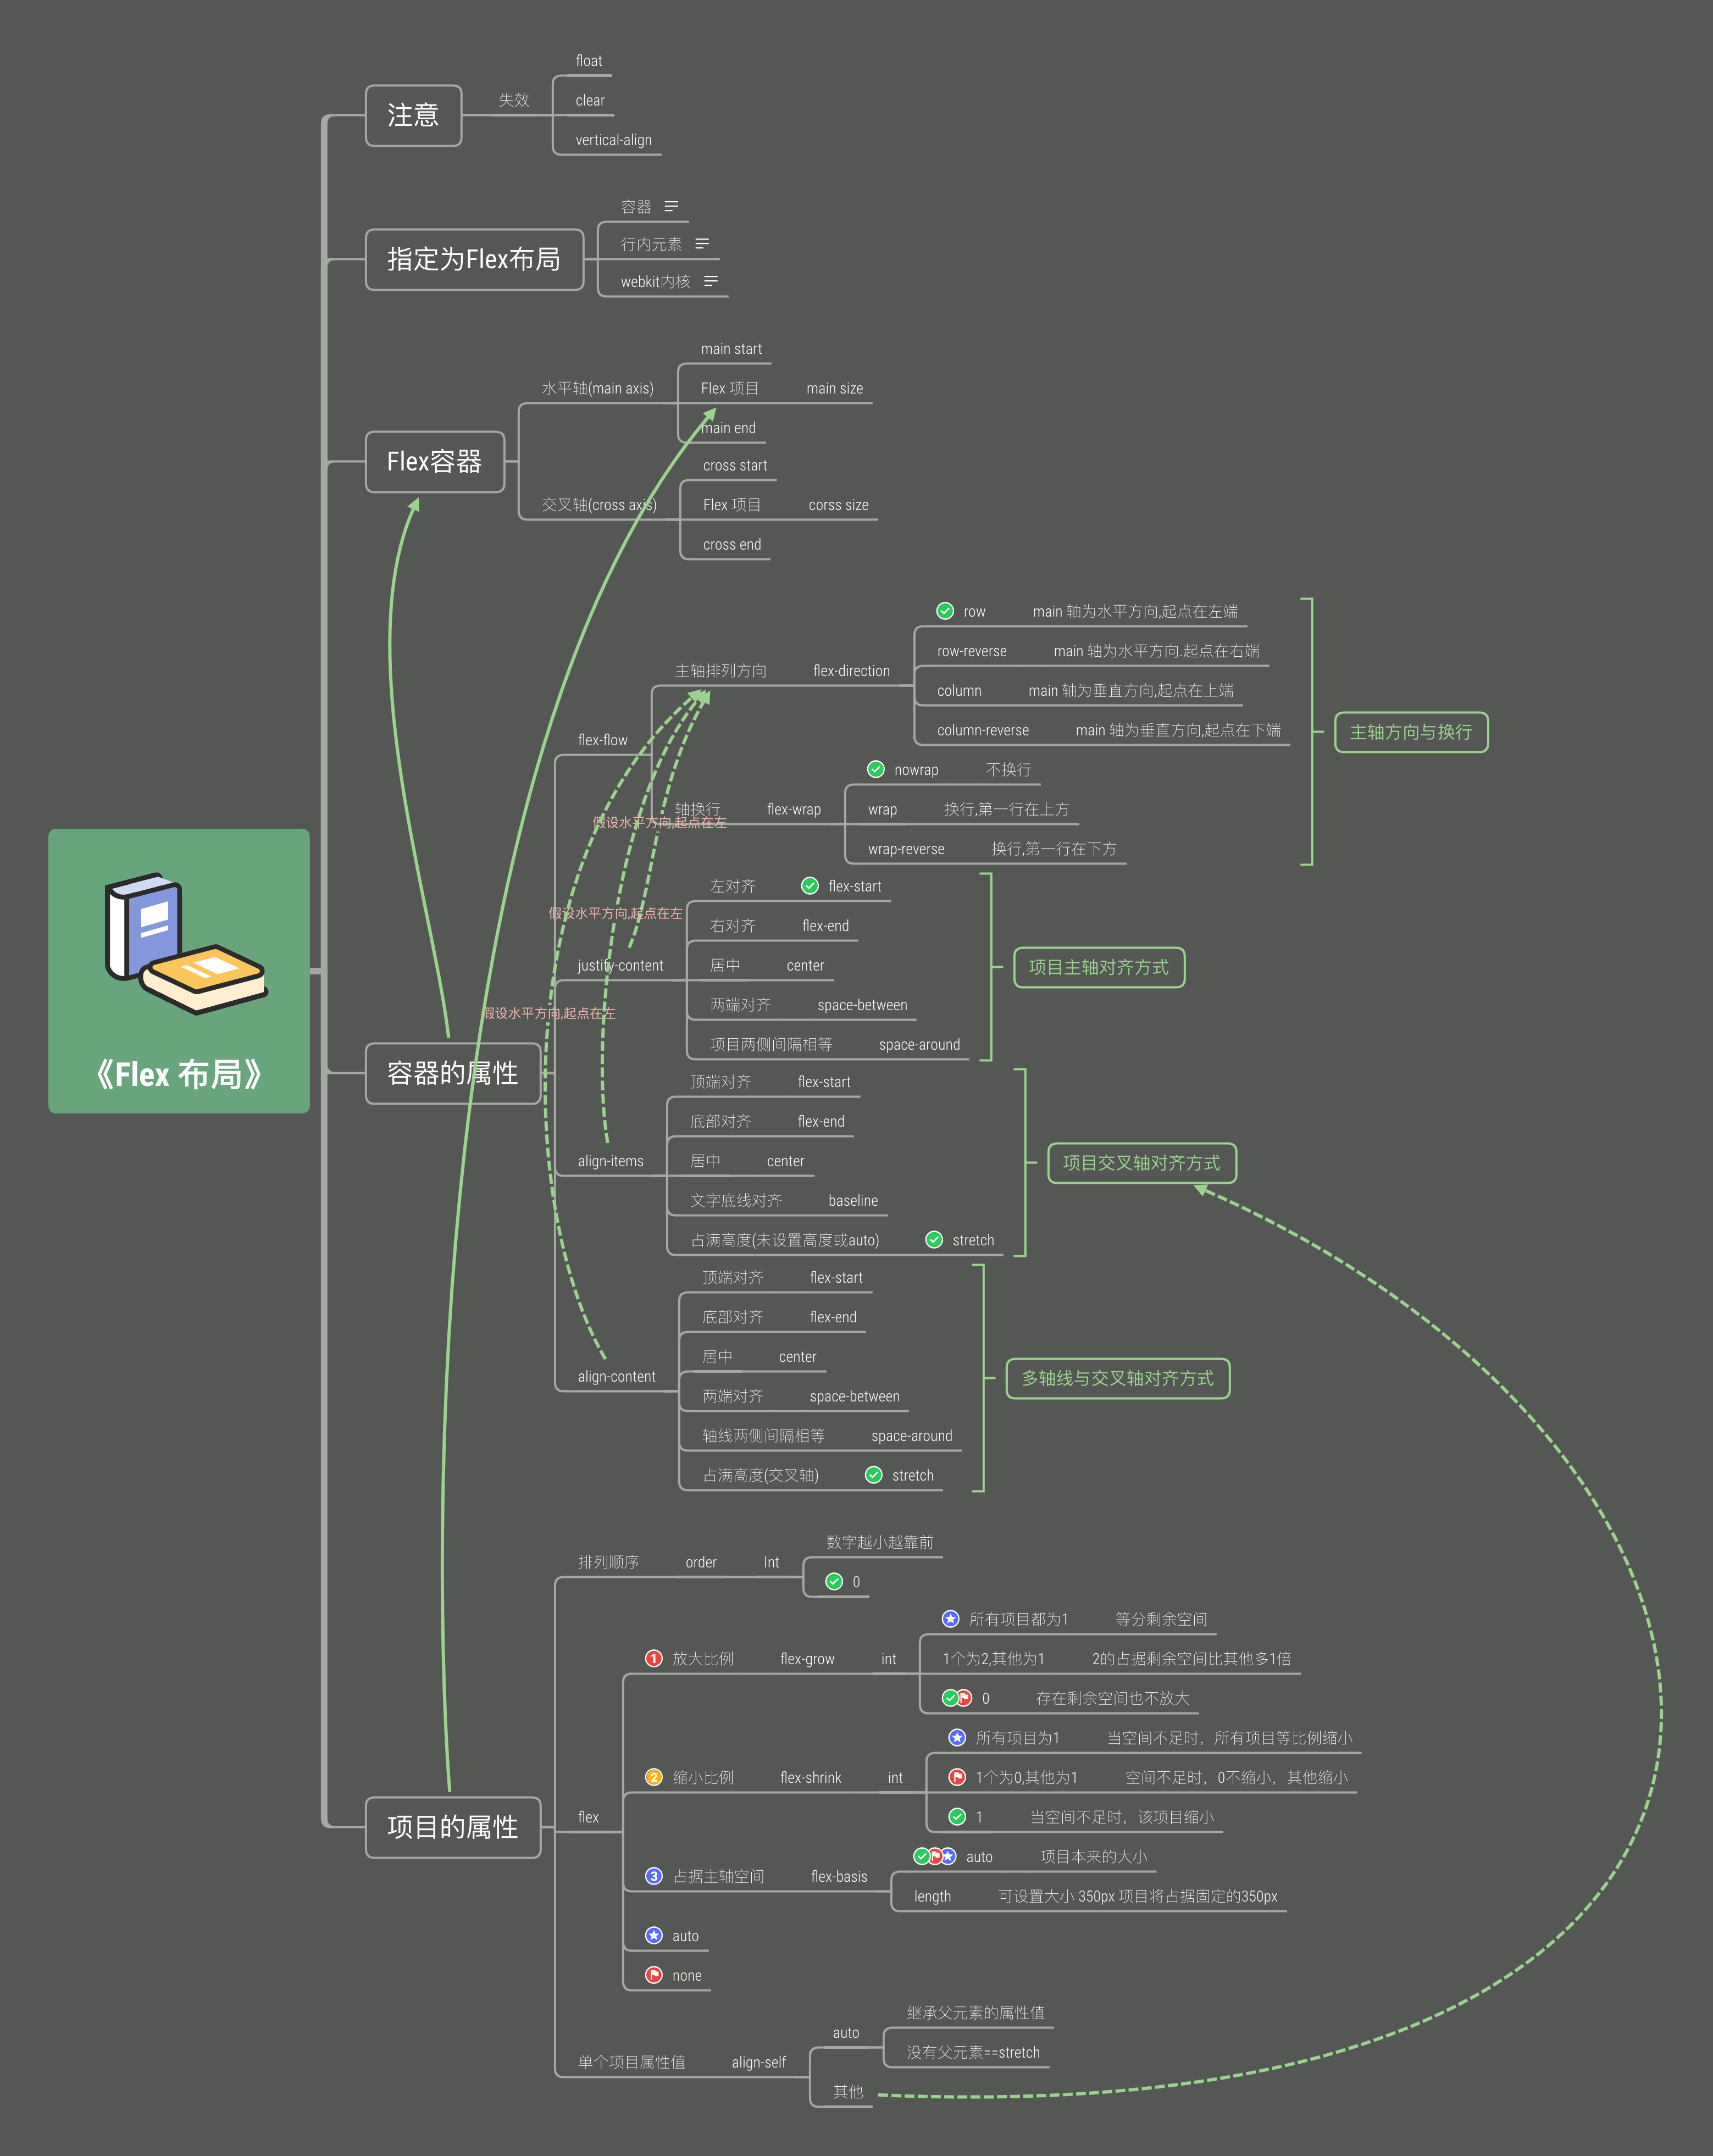 《Flex 布局》
注意
失效
float
clear
vertical-align
指定为Flex布局
容器
行内元素
webkit内核
Flex容器
水平轴(main axis)
main start
Flex 项目 main size
main end
交叉轴(cross axis)
cross start
Flex 项目 corss size
cross end
容器的属性
flex-flow
主轴排列方向 flex-direction
row main 轴为水平方向,起点在左端
row-reverse main 轴为水平方向.起点在右端
column main 轴为垂直方向,起点在上端
column-reverse main 轴为垂直方向,起点在下端
轴换行 flex-wrap
nowrap 不换行
wrap 换行,第一行在上方
wrap-reverse 换行,第一行在下方
主轴方向与换行
假设水平方向,起点在左
假设水平方向,起点在左
假设水平方向,起点在左
justify-content
左对齐 flex-start
右对齐 flex-end
居中 center
两端对齐 space-between
项目两侧间隔相等 space-around
项目主轴对齐方式
align-items
顶端对齐 flex-start
底部对齐 flex-end
居中 center
文字底线对齐 baseline
占满高度(未设置高度或auto) stretch
项目交叉轴对齐方式
align-content
顶端对齐 flex-start
底部对齐 flex-end
居中 center
两端对齐 space-between
轴线两侧间隔相等 space-around
占满高度(交叉轴) stretch
多轴线与交叉轴对齐方式
项目的属性
排列顺序 order Int
数字越小越靠前
0
flex
1 放大比例 flex-grow int
所有项目都为1 等分剩余空间
1个为2,其他为1 2的占据剩余空间比其他多1倍
0 存在剩余空间也不放大
2 缩小比例 flex-shrink int
所有项目为1 当空间不足时，所有项目等比例缩小
1个为0,其他为1 空间不足时，0不缩小，其他缩小
1 当空间不足时，该项目缩小
3 占据主轴空间 flex-basis
auto 项目本来的大小
length 可设置大小 350px 项目将占据固定的350px
auto
none
单个项目属性值 align-self
auto
继承父元素的属性值
没有父元素==stretch
其他